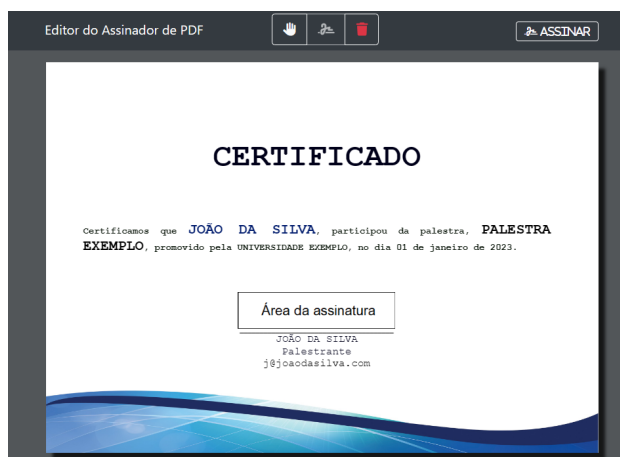 Editor do Assinador de PDF
ASSINAR
CERTIFICADO
Certificamos que JOÃO DA SILVA, participou da palestra, PALESTRA
EXEMPLO, promovido pela UNIVERSIDADE EXEMPLO, no dia 01 de janeiro de 2023.
Área da assinatura
JOÃO DA SILVA
Palestrante
j@joaodasilva.com